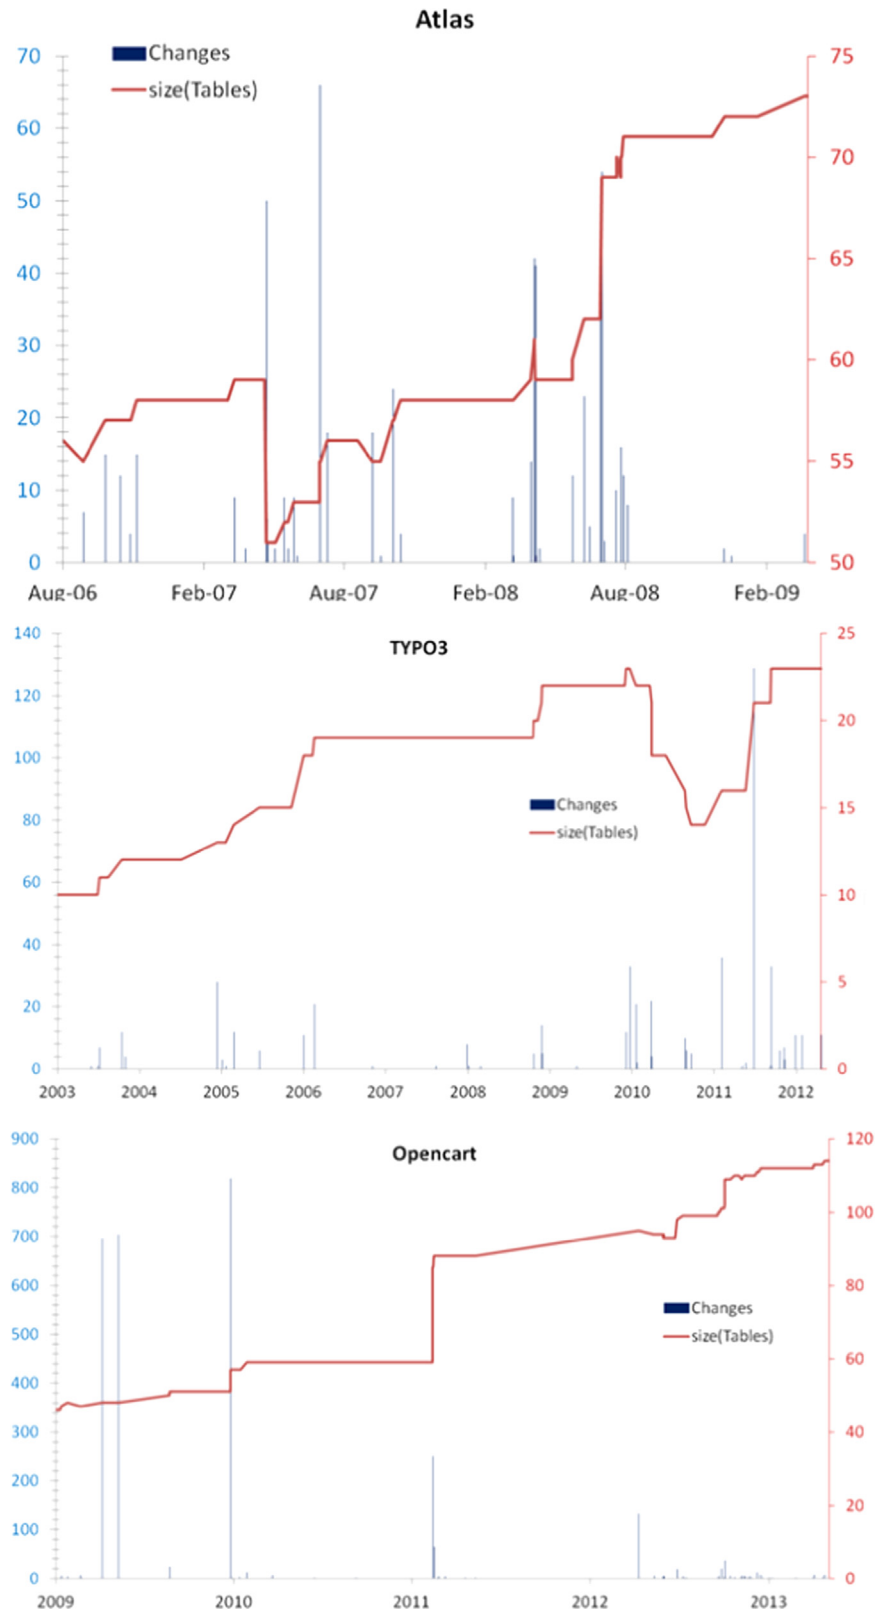 Atlas
Changes
size(Tables)
70 75
60 70
50 65
40
30 60
20 55
10
0 50
Aug-06 Feb-07 Aug-07 Feb-08 Aug-08 Feb-09
TYPO3
140 25
120 20
100
Changes
size(Tables)
80 15
60 10
40
20 5
0 0
2003 2004 2005 2006 2007 2008 2009 2010 2011 2012
Opencart
900 120
800
700 100
600 80
Changes
size(Tables)
500
400 60
300 40
200
100 20
0 0
2009 2010 2011 2012 2013